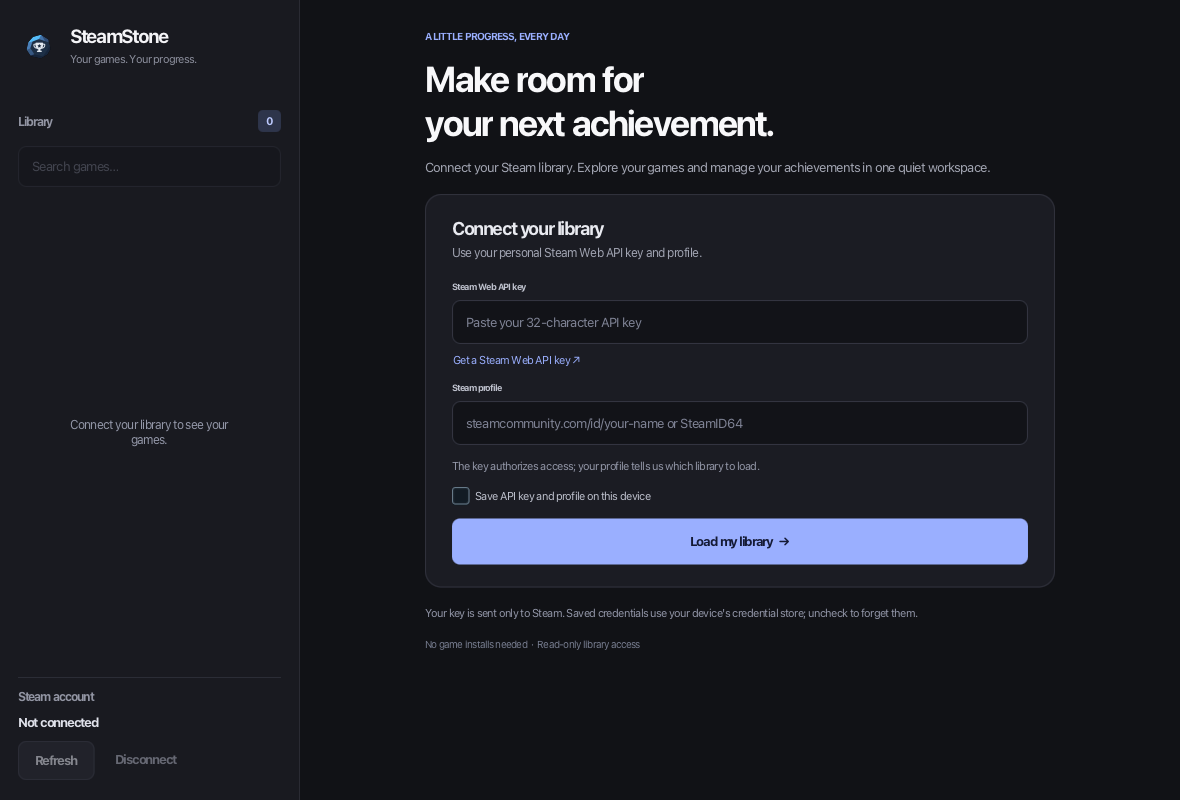 SteamStone
Your games. Your progress.
Library
0
Search games...
Connect your library to see your
games.
Steam account
Not connected
Refresh
Disconnect
A LITTLE PROGRESS, EVERY DAY
Make room for
your next achievement.
Connect your Steam library. Explore your games and manage your achievements in one quiet workspace.
Connect your library
Use your personal Steam Web API key and profile.
Steam Web API key
Paste your 32-character API key
Get a Steam Web API key ↗
Steam profile
steamcommunity.com/id/your-name or SteamID64
The key authorizes access; your profile tells us which library to load.
Save API key and profile on this device
Load my library →
Your key is sent only to Steam. Saved credentials use your device's credential store; uncheck to forget them.
No game installs needed · Read-only library access